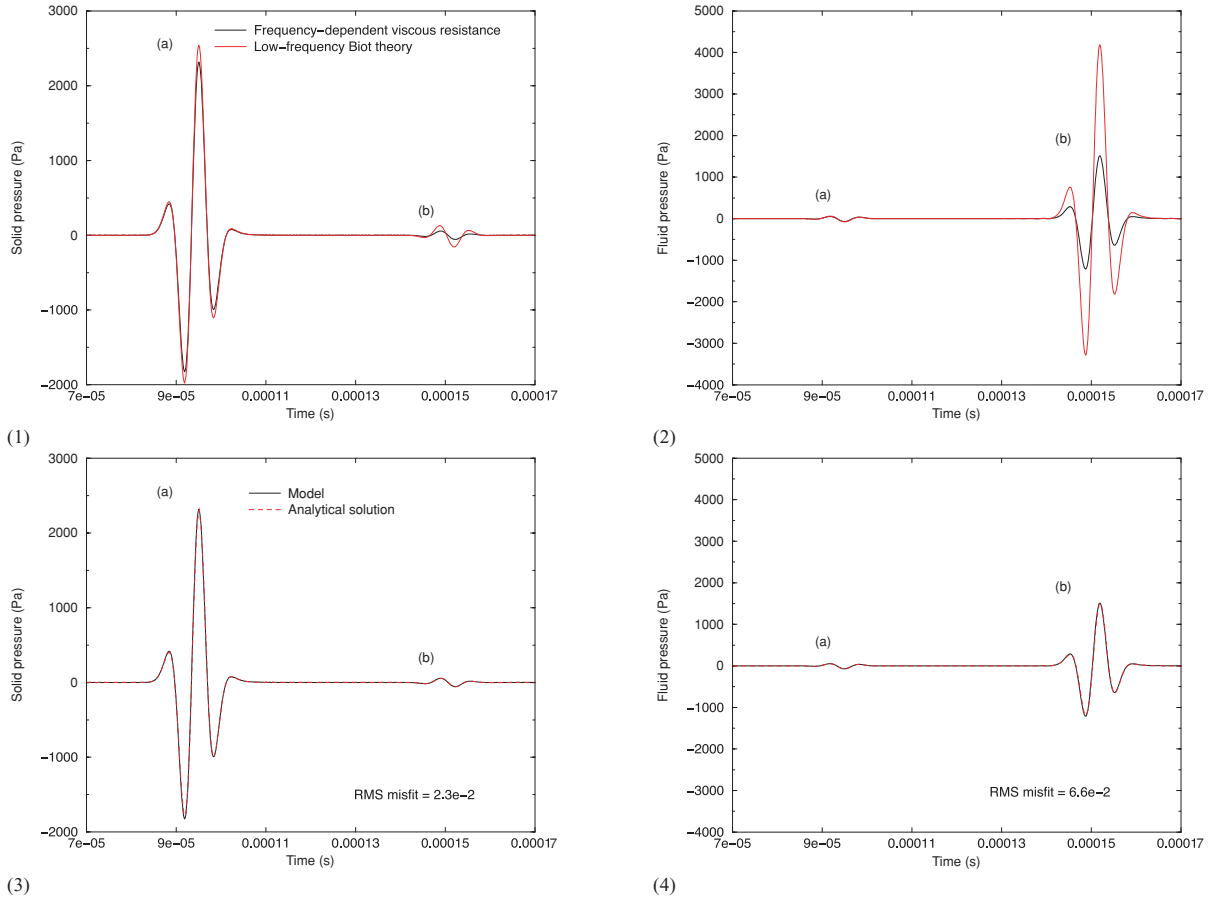 3000
2000
1000
0
−1000
−2000
Solid pressure (Pa)
(a)
Frequency−dependent viscous resistance
Low−frequency Biot theory
(b)
7e−05
9e−05
0.00011
0.00013
0.00015
0.00017
Time (s)
(1)
5000
4000
3000
2000
1000
0
−1000
−2000
−3000
−4000
Fluid pressure (Pa)
(b)
(a)
7e−05
9e−05
0.00011
0.00013
0.00015
0.00017
Time (s)
(2)
3000
2000
1000
0
−1000
−2000
Solid pressure (Pa)
(a)
Model
Analytical solution
(b)
RMS misfit = 2.3e−2
7e−05
9e−05
0.00011
0.00013
0.00015
0.00017
Time (s)
(3)
5000
4000
3000
2000
1000
0
−1000
−2000
−3000
−4000
Fluid pressure (Pa)
(b)
(a)
RMS misfit = 6.6e−2
7e−05
9e−05
0.00011
0.00013
0.00015
0.00017
Time (s)
(4)